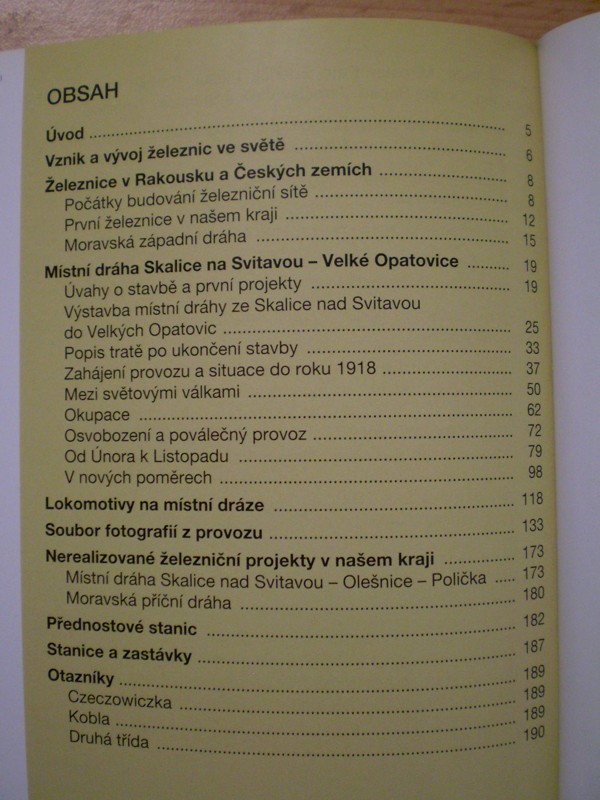 OBSAH
Úvod ........ 5
Vznik a vývoj železnic ve světě ........ 6
Železnice v Rakousku a Českých zemích ........ 8
Počátky budování železniční sítě ........ 8
První železnice v našem kraji ........ 12
Moravská západní dráha ........ 15
Místní dráha Skalice na Svitavou – Velké Opatovice ........ 19
Úvahy o stavbě a první projekty ........ 19
Výstavba místní dráhy ze Skalice nad Svitavou
do Velkých Opatovic ........ 25
Popis tratě po ukončení stavby ........ 33
Zahájení provozu a situace do roku 1918 ........ 37
Mezi světovými válkami ........ 50
Okupace ........ 62
Osvobození a poválečný provoz ........ 72
Od Února k Listopadu ........ 79
V nových poměrech ........ 98
Lokomotivy na místní dráze ........ 118
Soubor fotografií z provozu ........ 133
Nerealizované železniční projekty v našem kraji ........ 173
Místní dráha Skalice nad Svitavou – Olešnice – Polička ..... 173
Moravská příční dráha ........ 180
Přednostové stanic ........ 182
Stanice a zastávky ........ 187
Otazníky ........ 189
Czeczowiczka ........ 189
Kobla ........ 189
Druhá třída ........ 190